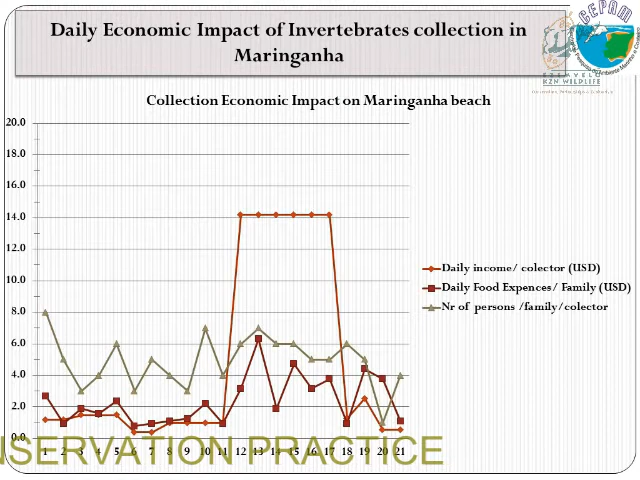 Daily Economic Impact of Invertebrates collection in
Maringanha
CEPAM
EZEMVELO
KZN WILDLIFE
Collection Economic Impact on Maringanha beach
20.0
18.0
16.0
14.0
12.0
10.0
8.0
6.0
4.0
2.0
0.0
1 2 3 4 5 6 7 8 9 10 11 12 13 14 15 16 17 18 19 20 21
Daily income/ colector (USD)
Daily Food Expences/ Family (USD)
Nr of persons /family/colector
NSERVATION PRACTICE